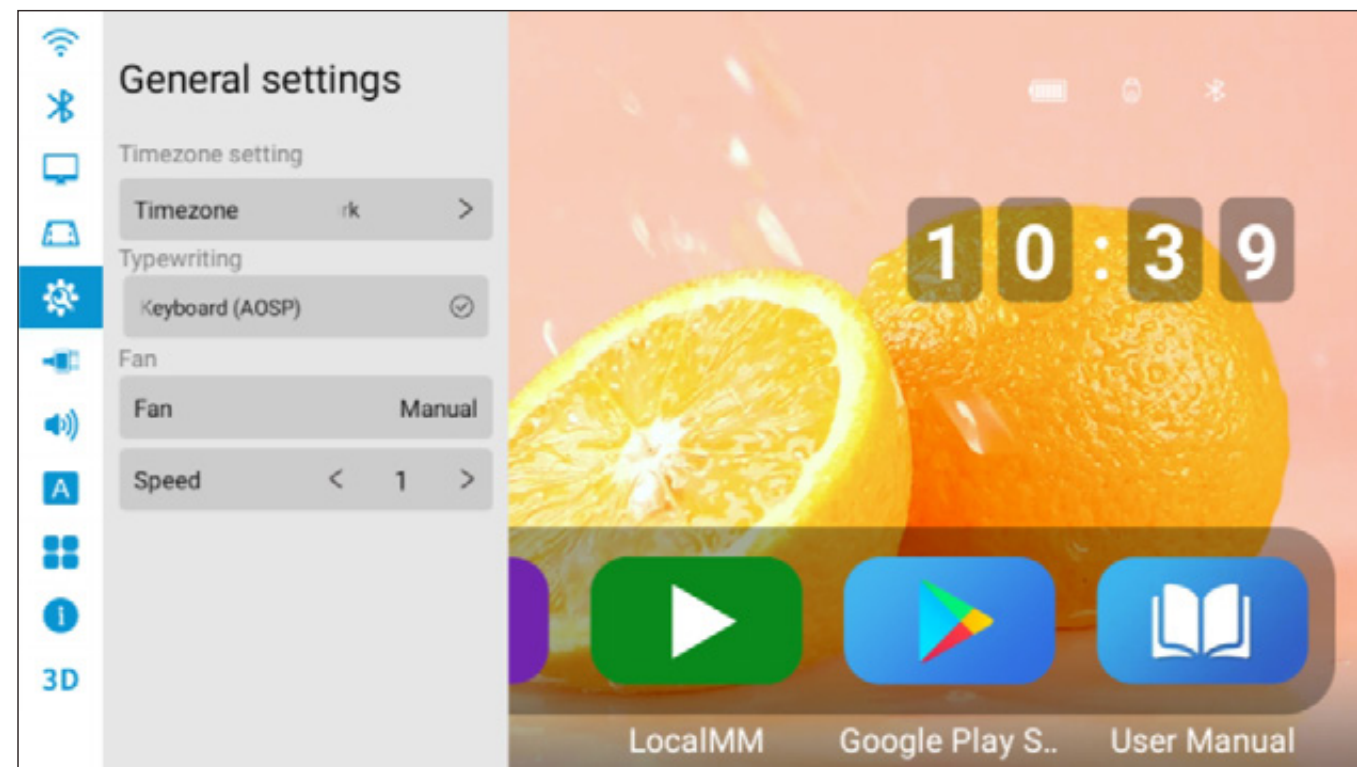 General settings
Timezone setting
Timezone rk >
Typewriting
Keyboard (AOSP)
Fan
Fan Manual
Speed < 1 >
A
3D
10:39
LocalMM
Google Play S..
User Manual